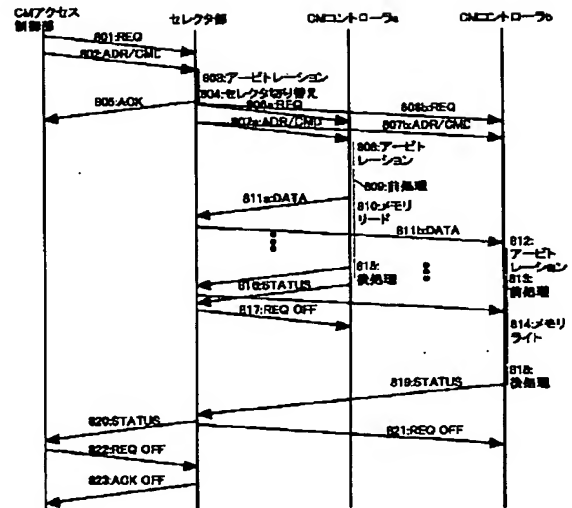 CMアクセス
制御部
セレクタ部
CMコントローラa
CMコントローラb
801:REQ
802:ADR/CMD
803:アービトレーション
804:セレクタ切り替え
805:ACK
806a:REQ
806b:REQ
807a:ADR/CMD
807b:ADR/CMD
808:アービト
レーション
809:前処理
810:メモリ
リード
811a:DATA
811b:DATA
812:
アービト
レーション
813:
前処理
814:メモリ
ライト
815:
後処理
816:STATUS
817:REQ OFF
818:
後処理
819:STATUS
820:STATUS
821:REQ OFF
822:REQ OFF
823:ACK OFF